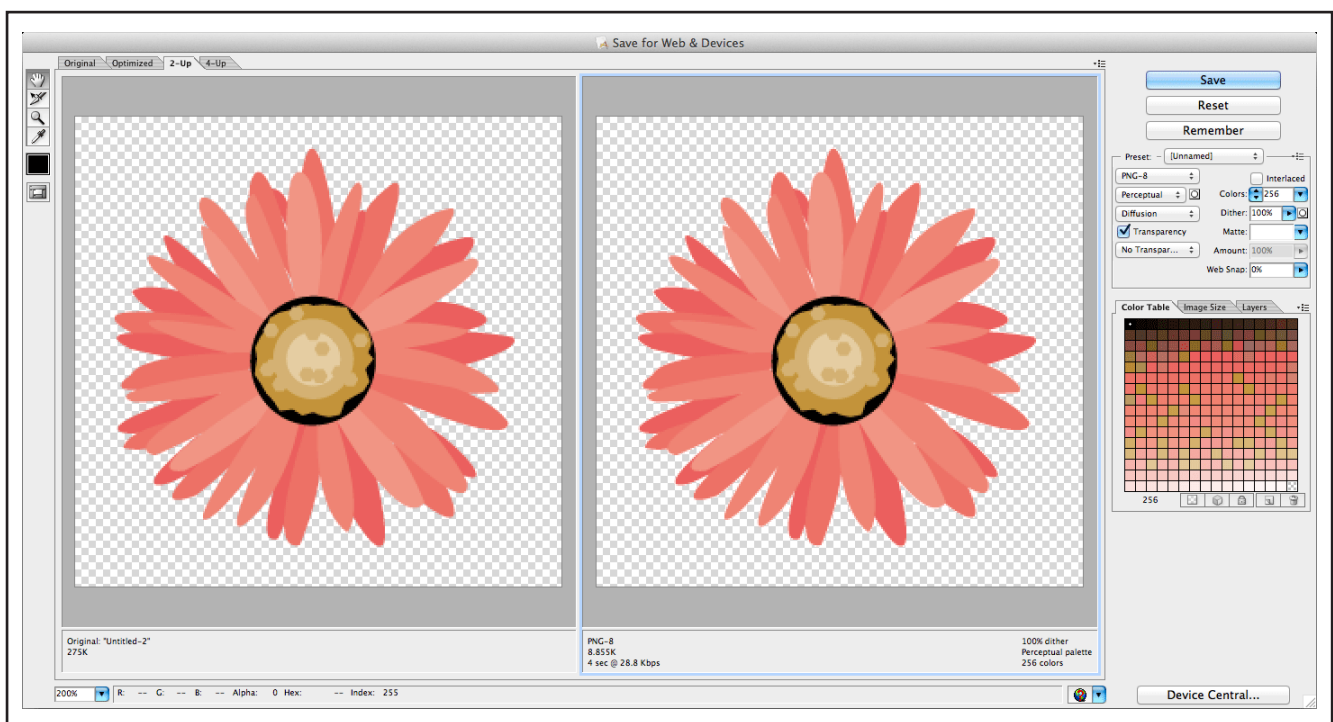 Save for Web & Devices
Original Optimized 2-Up 4-Up
Save
Reset
Remember
Preset: [Unnamed]
PNG-8 Interlaced
Perceptual Colors: 256
Diffusion Dither: 100%
Transparency Matte:
No Transpar... Amount: 100%
Web Snap: 0%
Color Table Image Size Layers
256
Original: "Untitled-2"
275K
PNG-8 100% dither
8.855K Perceptual palette
4 sec @ 28.8 Kbps 256 colors
200% R: -- G: -- B: -- Alpha: 0 Hex: -- Index: 255
Device Central...